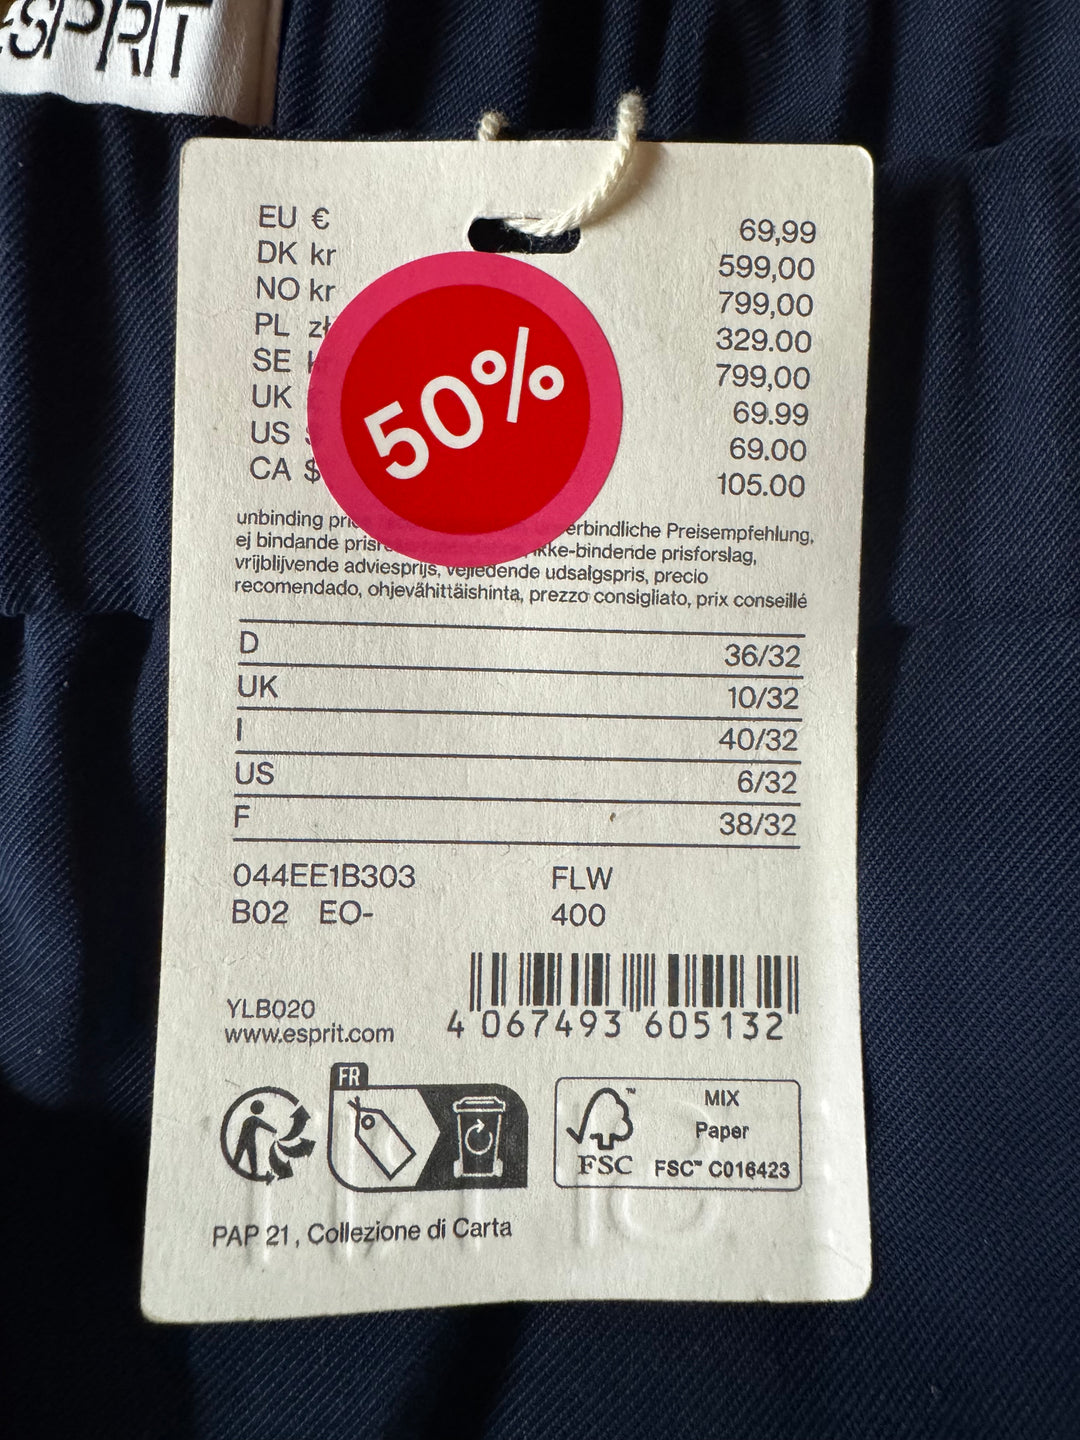 ESPRIT
EU € 69,99
DK kr 599,00
NO kr 799,00
PL zł 329.00
SE 799,00
UK 69.99
US 69.00
CA $ 105.00
50%
unbinding erbindliche Preisempfehlung,
ej bindande ikke-bindende prisforslag,
vrijblijvende adviesprijs, vejledende udsalgspris, precio
recomendado, ohjevähittäishinta, prezzo consigliato, prix conseillé
D 36/32
UK 10/32
I 40/32
US 6/32
F 38/32
044EE1B303 FLW
B02 EO- 400
YLB020
www.esprit.com
4 067493 605132
FR
FSC™
MIX
Paper
FSC™ C016423
PAP 21, Collezione di Carta